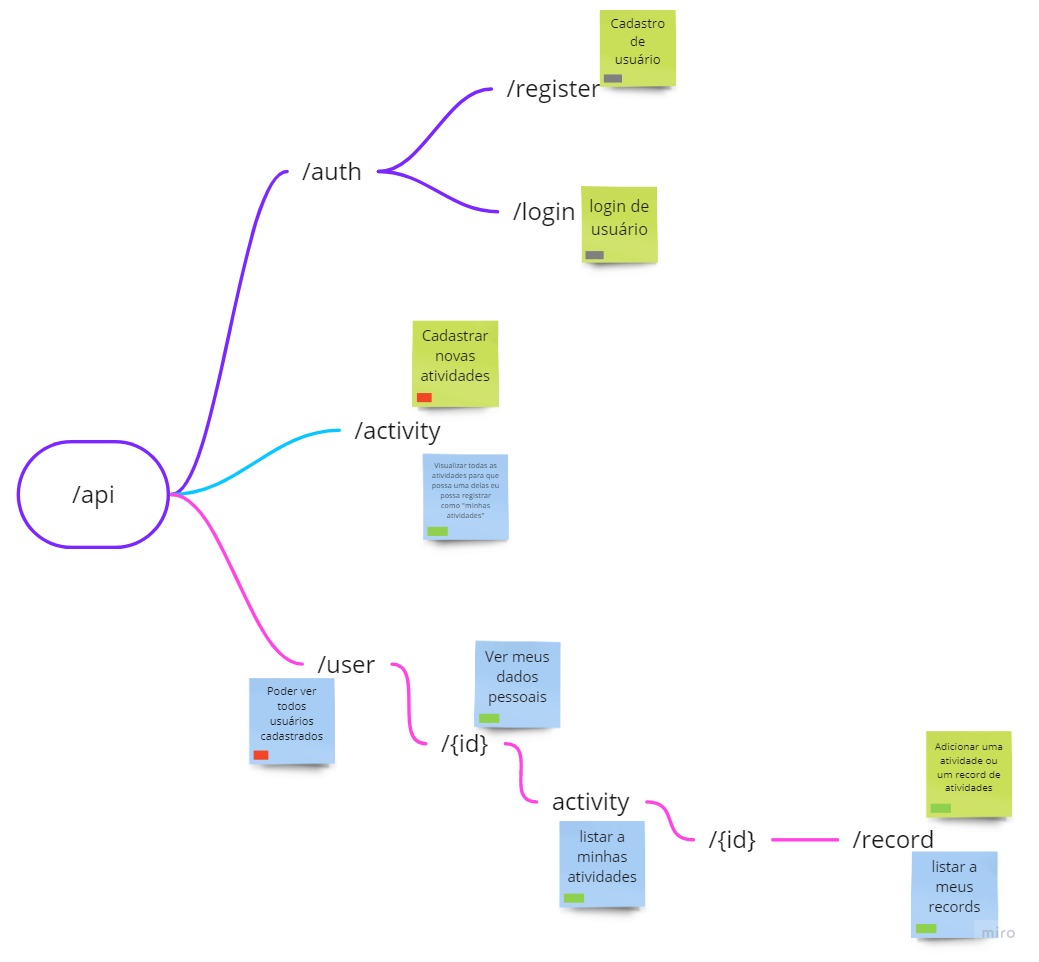 Cadastro
de
usuário
/register
/auth
/login
login de
usuário
Cadastrar
novas
atividades
/activity
Visualizar todas as
atividades para que
possa uma delas eu
possa registrar
como "minhas
atividades"
/api
/user
Poder ver
todos
usuários
cadastrados
Ver meus
dados
pessoais
/{id}
activity
listar a
minhas
atividades
/{id}
/record
Adicionar uma
atividade ou
um record de
atividades
listar a
meus
records
miro